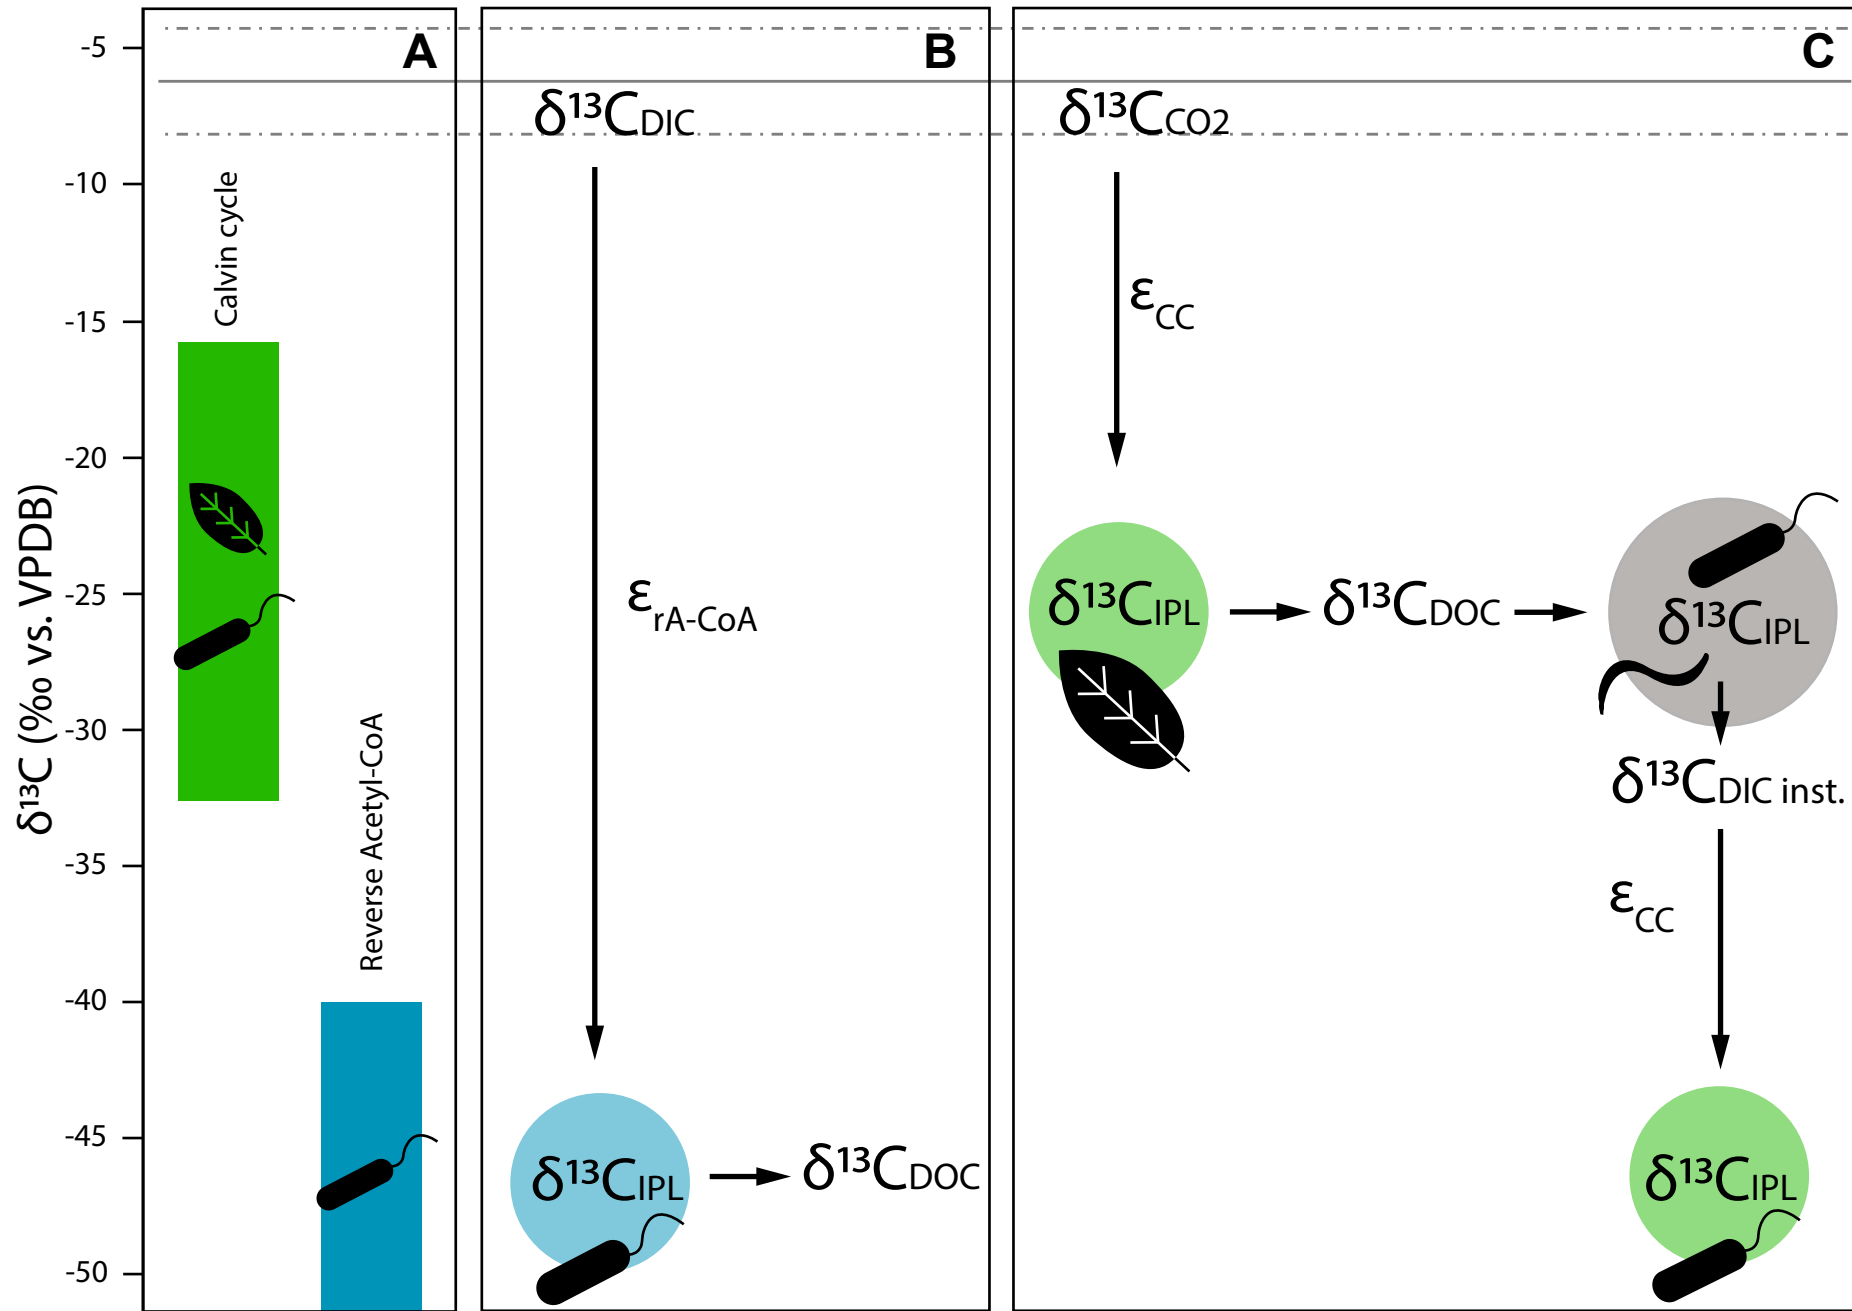 δ¹³C (‰ vs. VPDB)
-5
-10
-15
-20
-25
-30
-35
-40
-45
-50
A
Calvin cycle
Reverse Acetyl-CoA
B
δ¹³CDIC
εrA-CoA
δ¹³CIPL
δ¹³CDOC
C
δ¹³CCO2
εCC
δ¹³CIPL
δ¹³CDOC
δ¹³CIPL
δ¹³CDIC inst.
εCC
δ¹³CIPL